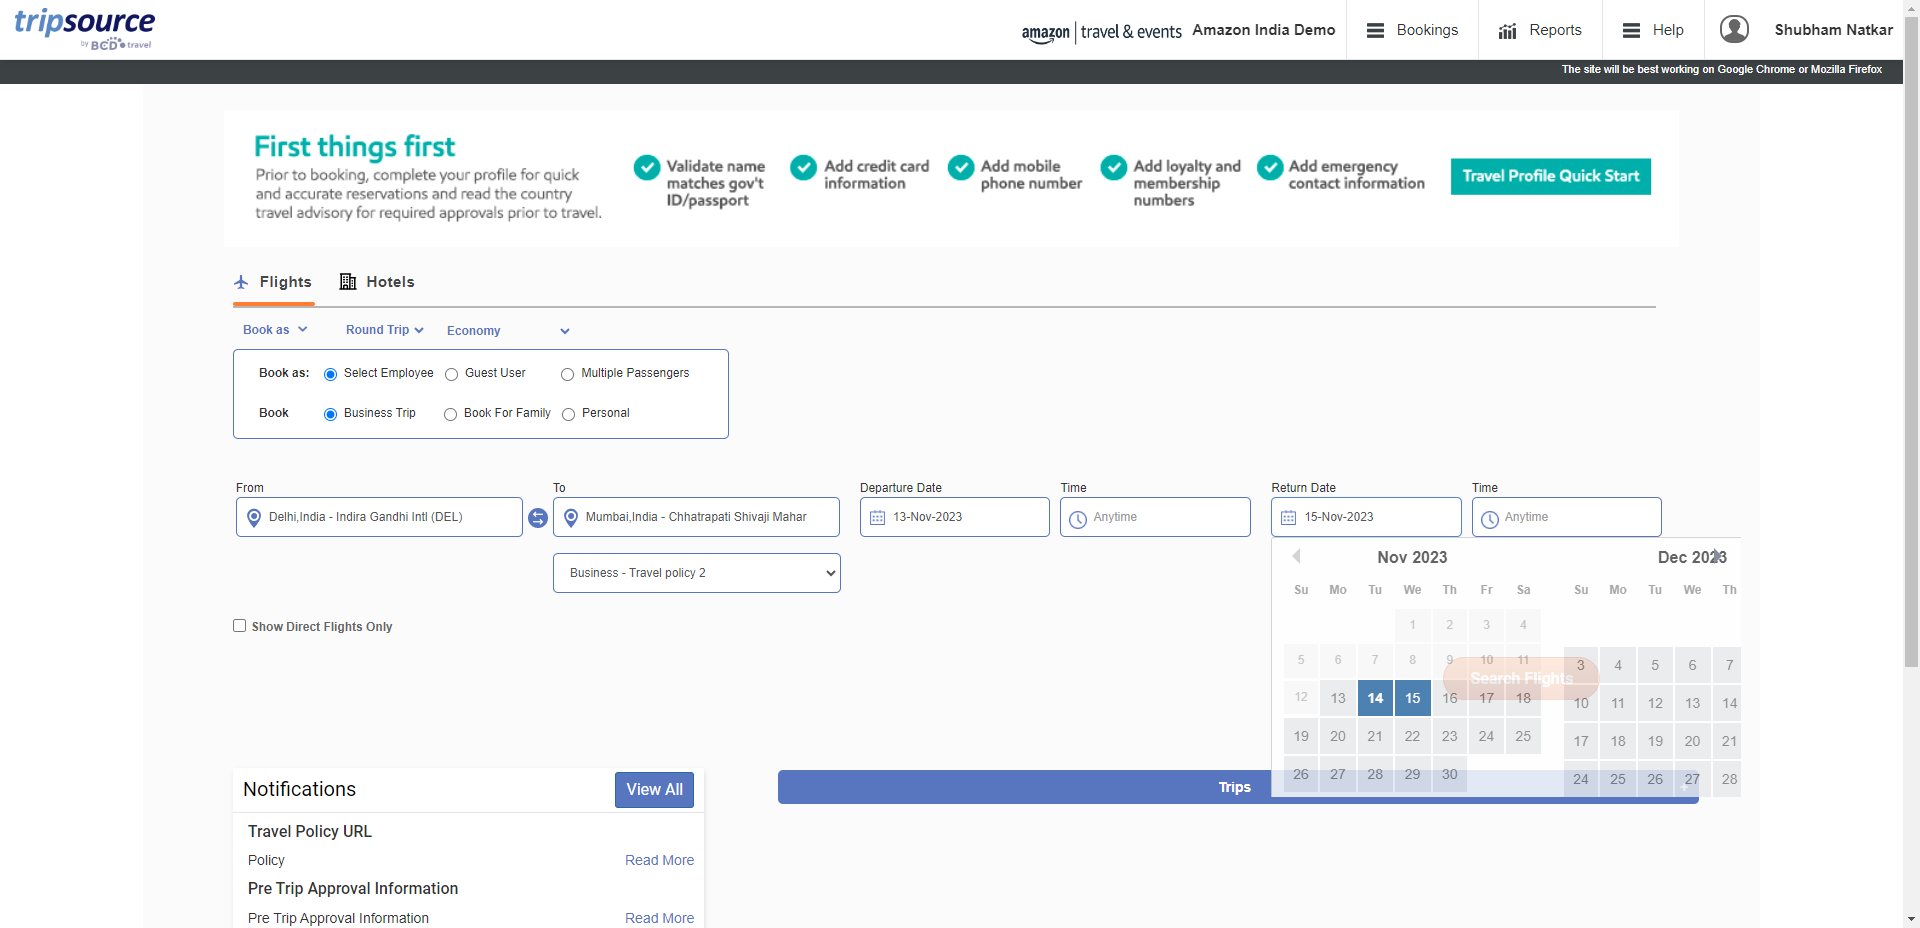 tripsource
by BCD travel
amazon | travel & events Amazon India Demo
Bookings
Reports
Help
Shubham Natkar
The site will be best working on Google Chrome or Mozilla Firefox
First things first
Prior to booking, complete your profile for quick
and accurate reservations and read the country
travel advisory for required approvals prior to travel.
Validate name
matches gov't
ID/passport
Add credit card
information
Add mobile
phone number
Add loyalty and
membership
numbers
Add emergency
contact information
Travel Profile Quick Start
Flights
Hotels
Book as
Round Trip
Economy
Book as: Select Employee Guest User Multiple Passengers
Book Business Trip Book For Family Personal
From
Delhi,India - Indira Gandhi Intl (DEL)
To
Mumbai,India - Chhatrapati Shivaji Mahar
Departure Date
13-Nov-2023
Time
Anytime
Return Date
15-Nov-2023
Time
Anytime
Business - Travel policy 2
Show Direct Flights Only
Nov 2023
Su Mo Tu We Th Fr Sa
1 2 3 4
5 6 7 8 9 10 11
12 13 14 15 16 17 18
19 20 21 22 23 24 25
26 27 28 29 30
Dec 2023
Su Mo Tu We Th
3 4 5 6 7
10 11 12 13 14
17 18 19 20 21
24 25 26 27 28
Search Flights
Notifications
View All
Travel Policy URL
Policy Read More
Pre Trip Approval Information
Pre Trip Approval Information Read More
Trips
+